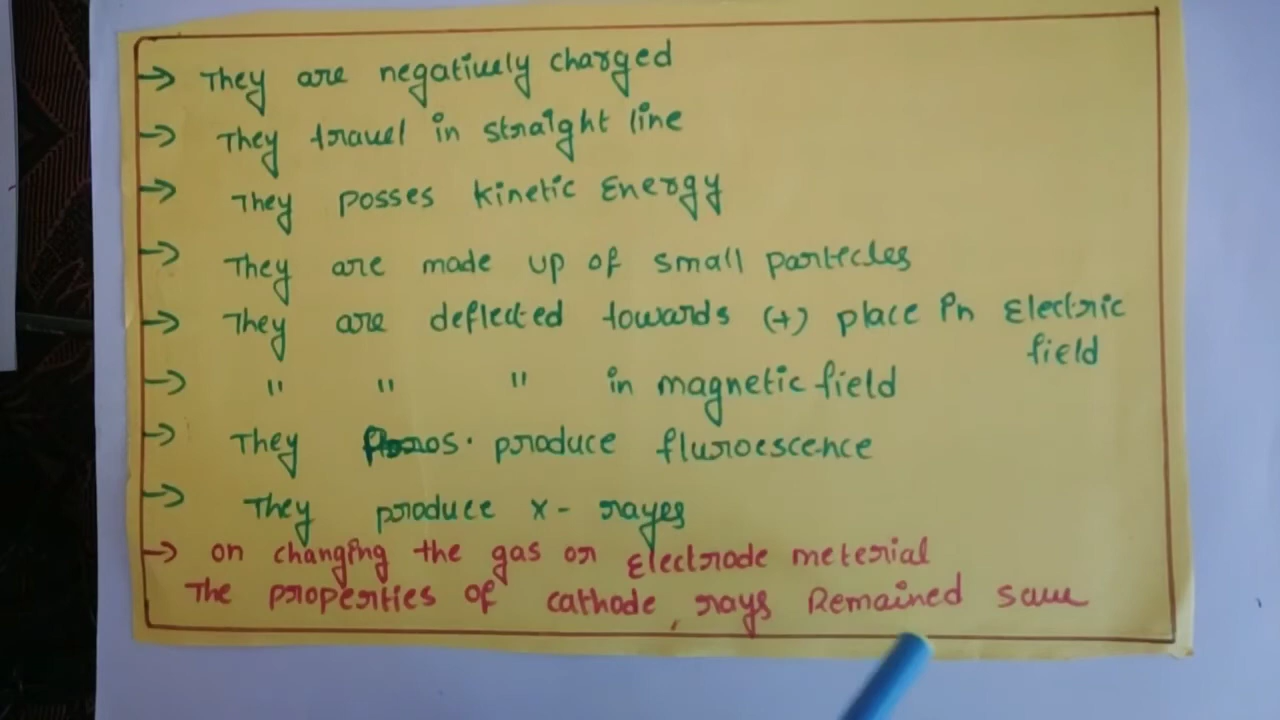 → They are negatively charged
→ They travel in straight line
→ They posses kinetic Energy
→ They are made up of small particles
→ They are deflected towards (+) place in Electric
field
→ " " " in magnetic field
→ They produce fluroescence
→ They produce x- rayes
→ on changing the gas or Electrode meterial
The properties of cathode, rays Remained same